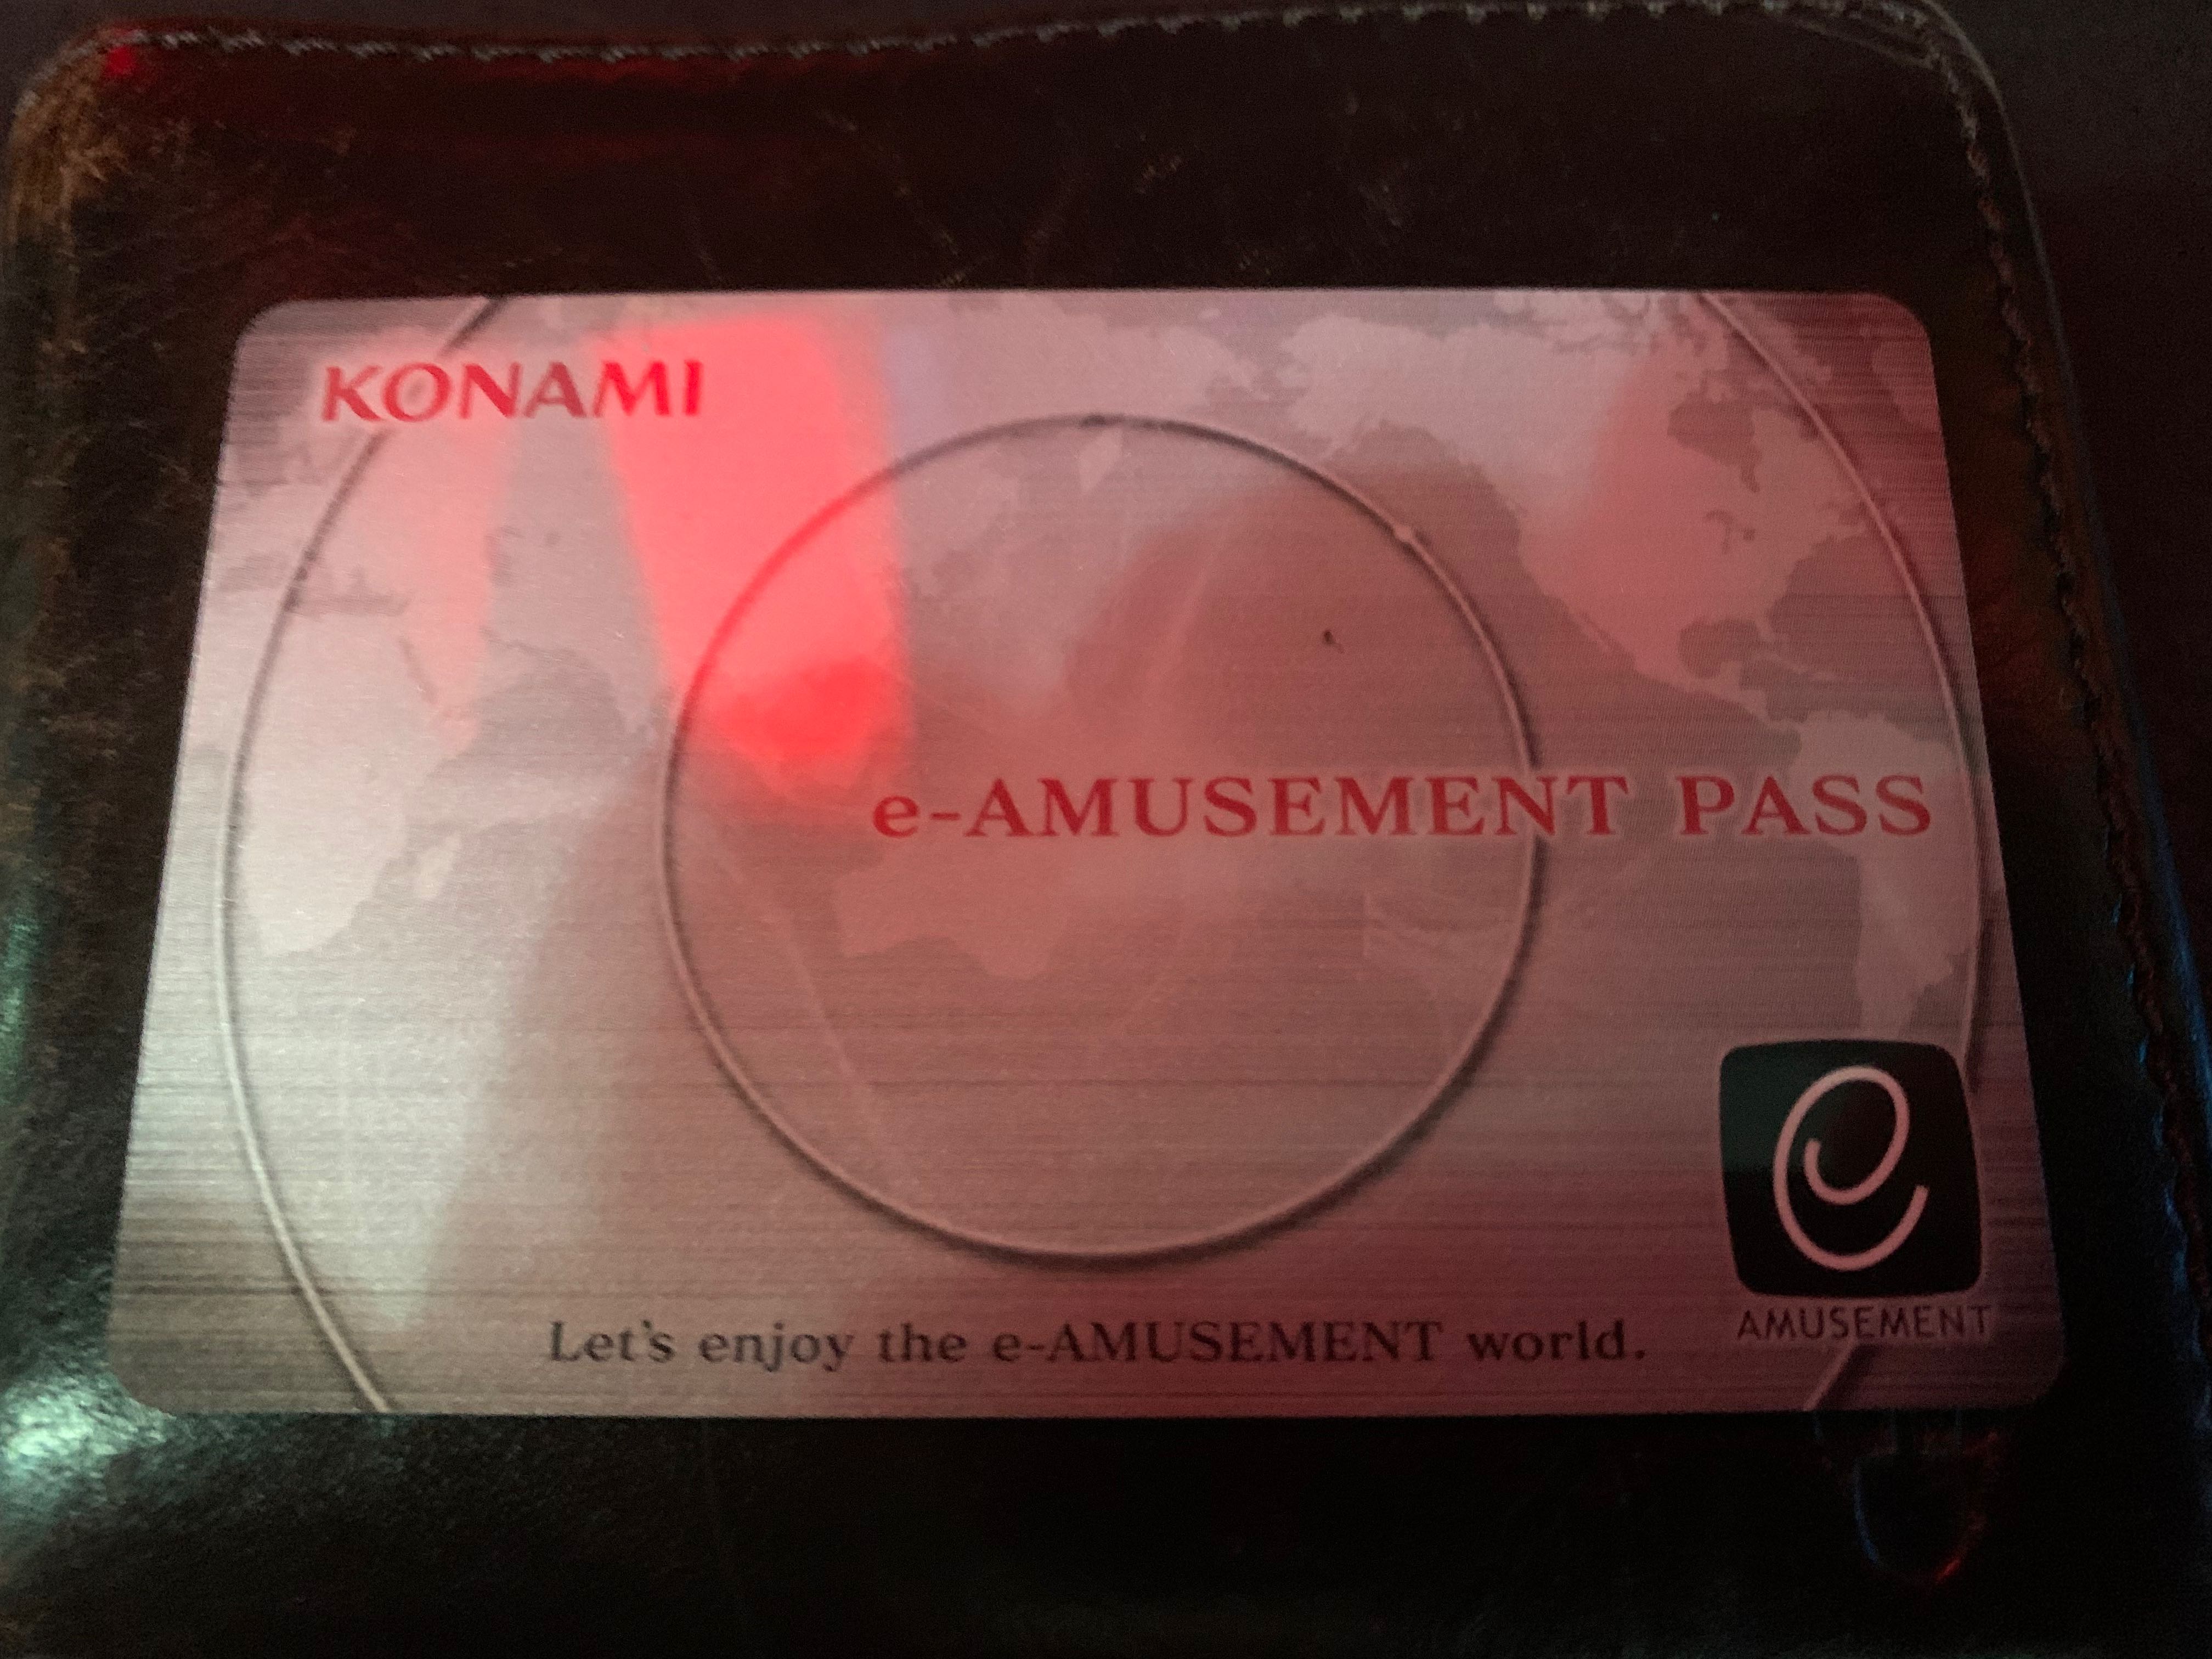 KONAMI
e-AMUSEMENT PASS
e
AMUSEMENT
Let's enjoy the e-AMUSEMENT world.